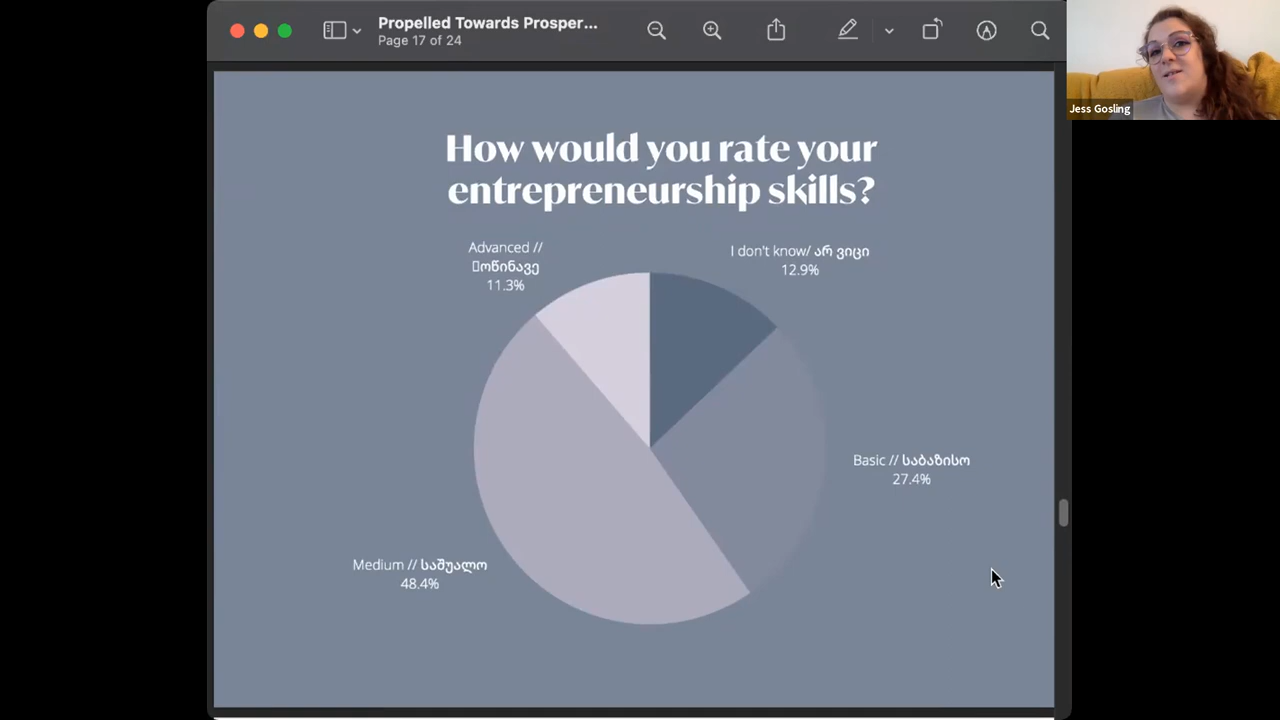 Propelled Towards Prosper...
Page 17 of 24
Jess Gosling
How would you rate your
entrepreneurship skills?
Advanced //
ოწინავე
11.3%
I don't know/ არ ვიცი
12.9%
Basic // საბაზისო
27.4%
Medium // საშუალო
48.4%